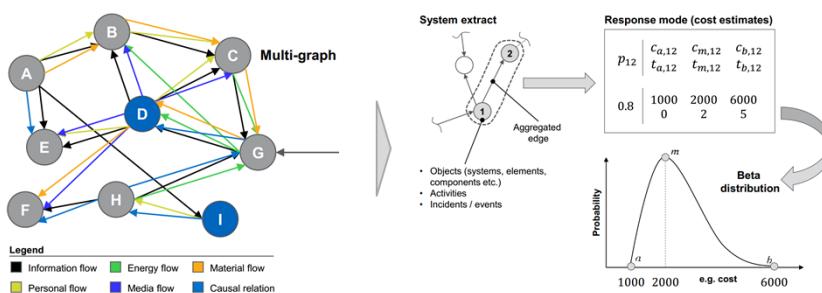 Multi-graph
A
B
C
D
E
F
G
H
I
Legend
Information flow
Energy flow
Material flow
Personal flow
Media flow
Causal relation
System extract
2
1
Aggregated
edge
• Objects (systems, elements,
components etc.)
• Activities
• Incidents / events
Response mode (cost estimates)
p12 | ca,12 cm,12 cb,12
ta,12 tm,12 tb,12
0.8 | 1000 2000 6000
0 2 5
Beta
distribution
Probability
m
a
b
1000 2000 e.g. cost 6000